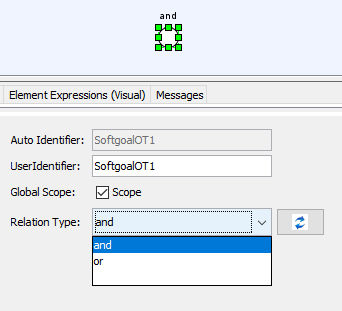 and
Element Expressions (Visual) Messages
Auto Identifier: SoftgoalOT1
UserIdentifier: SoftgoalOT1
Global Scope: Scope
Relation Type: and
and
or